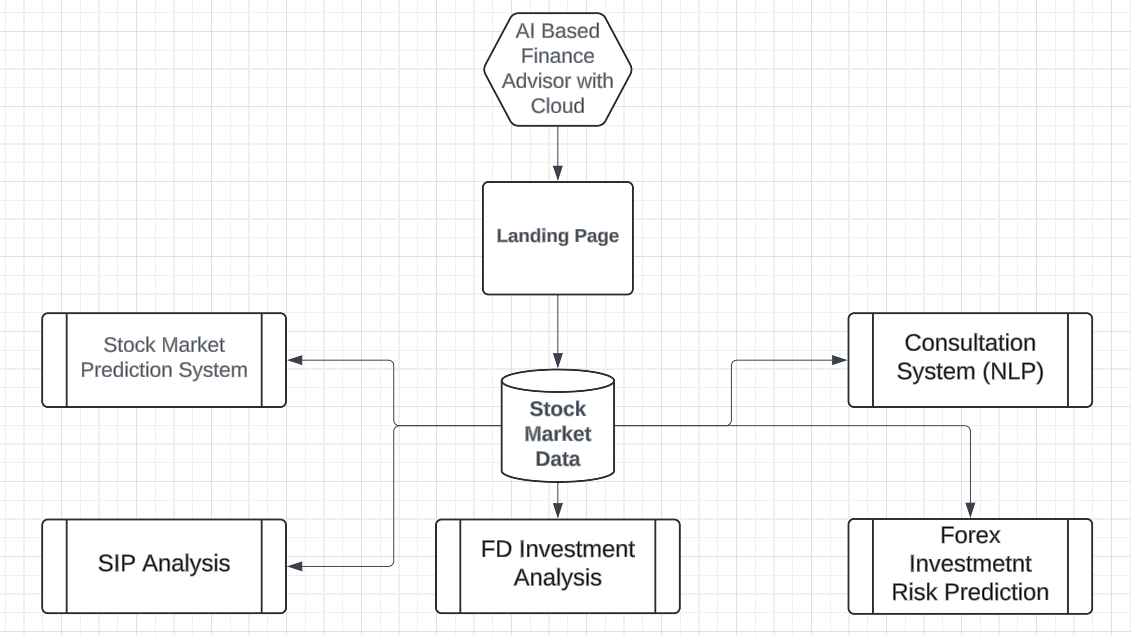 AI Based
Finance
Advisor with
Cloud
Landing Page
Stock Market
Prediction System
Consultation
System (NLP)
Stock
Market
Data
SIP Analysis
FD Investment
Analysis
Forex
Investmetnt
Risk Prediction